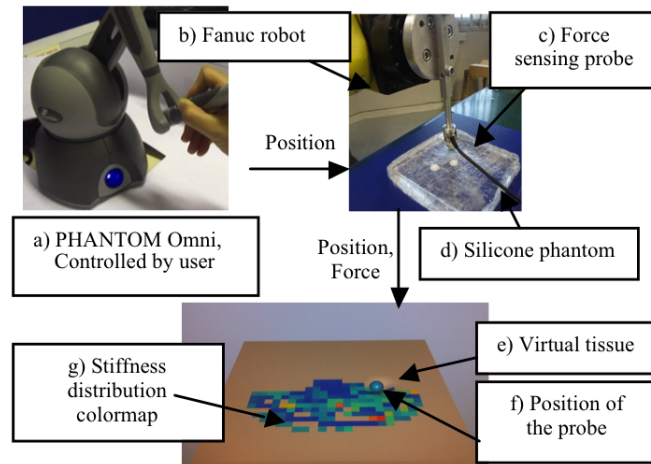 b) Fanuc robot
c) Force
sensing probe
Position
a) PHANTOM Omni,
Controlled by user
Position,
Force
d) Silicone phantom
g) Stiffness
distribution
colormap
e) Virtual tissue
f) Position of
the probe